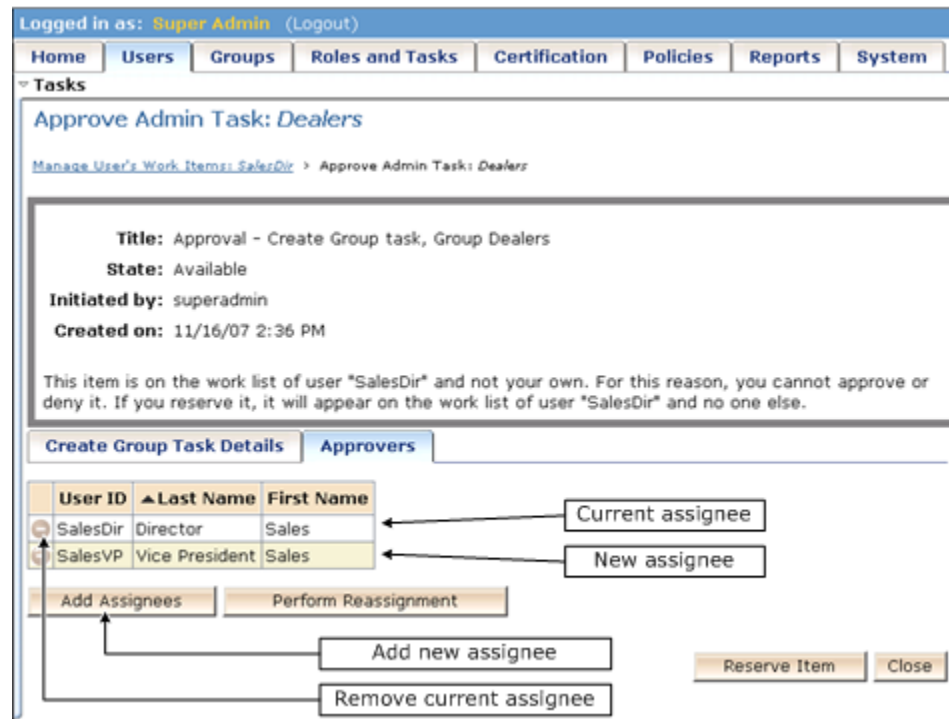 Logged in as: Super Admin (Logout)
Home Users Groups Roles and Tasks Certification Policies Reports System
Tasks
Approve Admin Task: Dealers
Manage User's Work Items: SalesDir > Approve Admin Task: Dealers
Title: Approval - Create Group task, Group Dealers
State: Available
Initiated by: superadmin
Created on: 11/16/07 2:36 PM
This item is on the work list of user "SalesDir" and not your own. For this reason, you cannot approve or
deny it. If you reserve it, it will appear on the work list of user "SalesDir" and no one else.
Create Group Task Details Approvers
User ID Last Name First Name
SalesDir Director Sales
Current assignee
SalesVP Vice President Sales
New assignee
Add Assignees Perform Reassignment
Add new assignee
Reserve Item Close
Remove current assignee